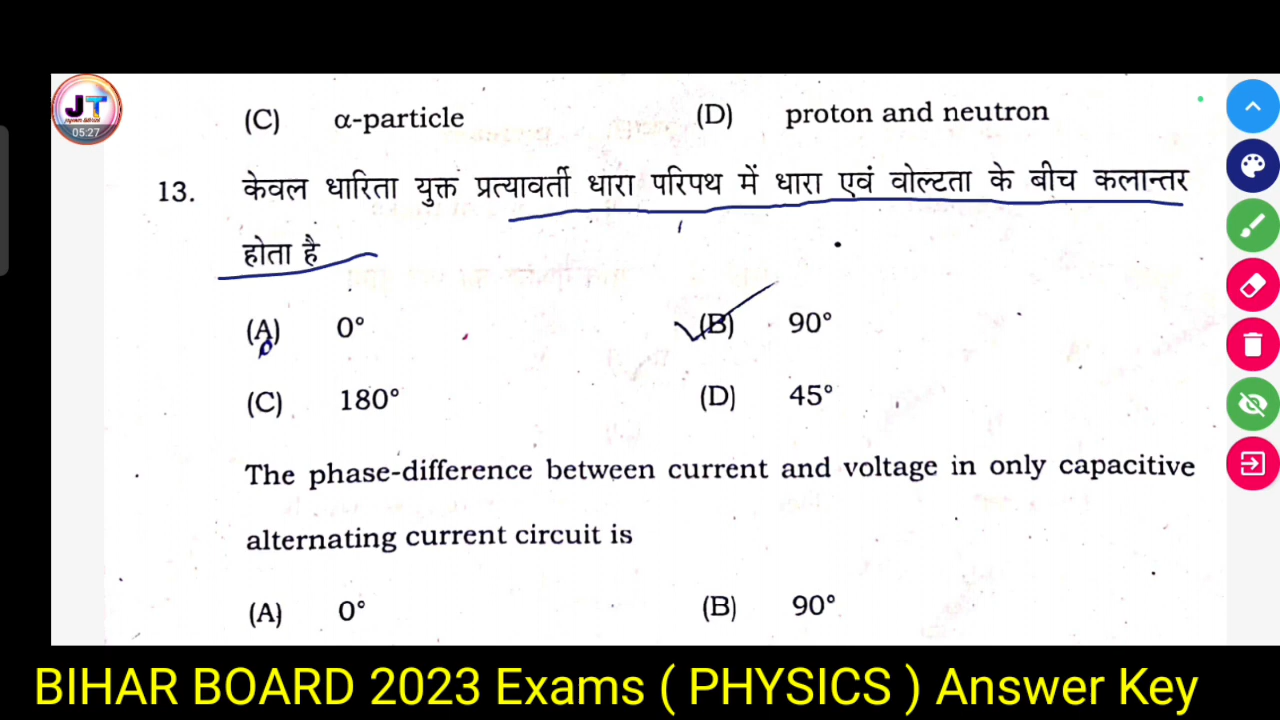 JT
05:27
(C) α-particle (D) proton and neutron
13. केवल धारिता युक्त प्रत्यावर्ती धारा परिपथ में धारा एवं वोल्टता के बीच कलान्तर
होता है
(A) 0° (B) 90°
(C) 180° (D) 45°
The phase-difference between current and voltage in only capacitive
alternating current circuit is
(A) 0° (B) 90°
BIHAR BOARD 2023 Exams ( PHYSICS ) Answer Key